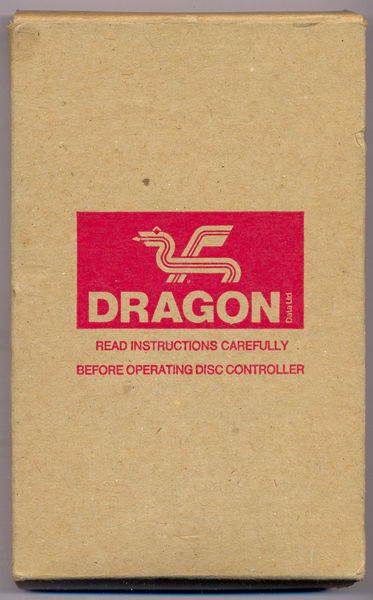 DRAGON
Data Ltd
READ INSTRUCTIONS CAREFULLY
BEFORE OPERATING DISC CONTROLLER